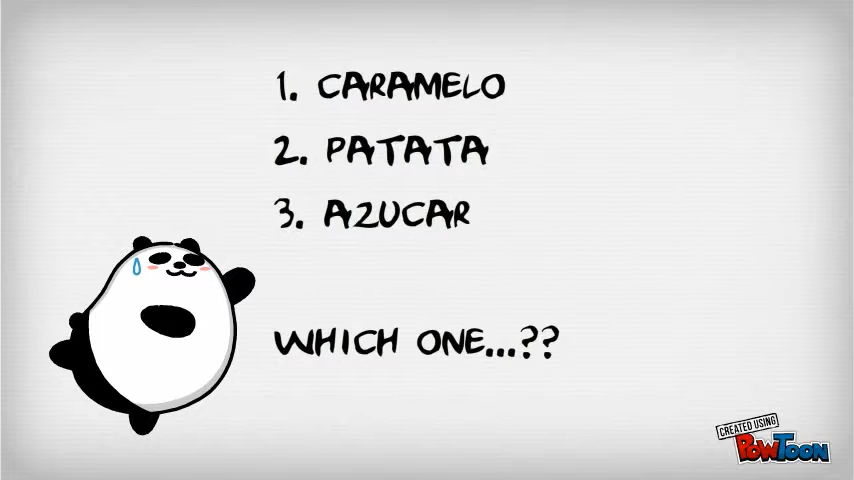 1. CARAMELO
2. PATATA
3. AZUCAR
WHICH ONE...??
CREATED USING
POWTOON